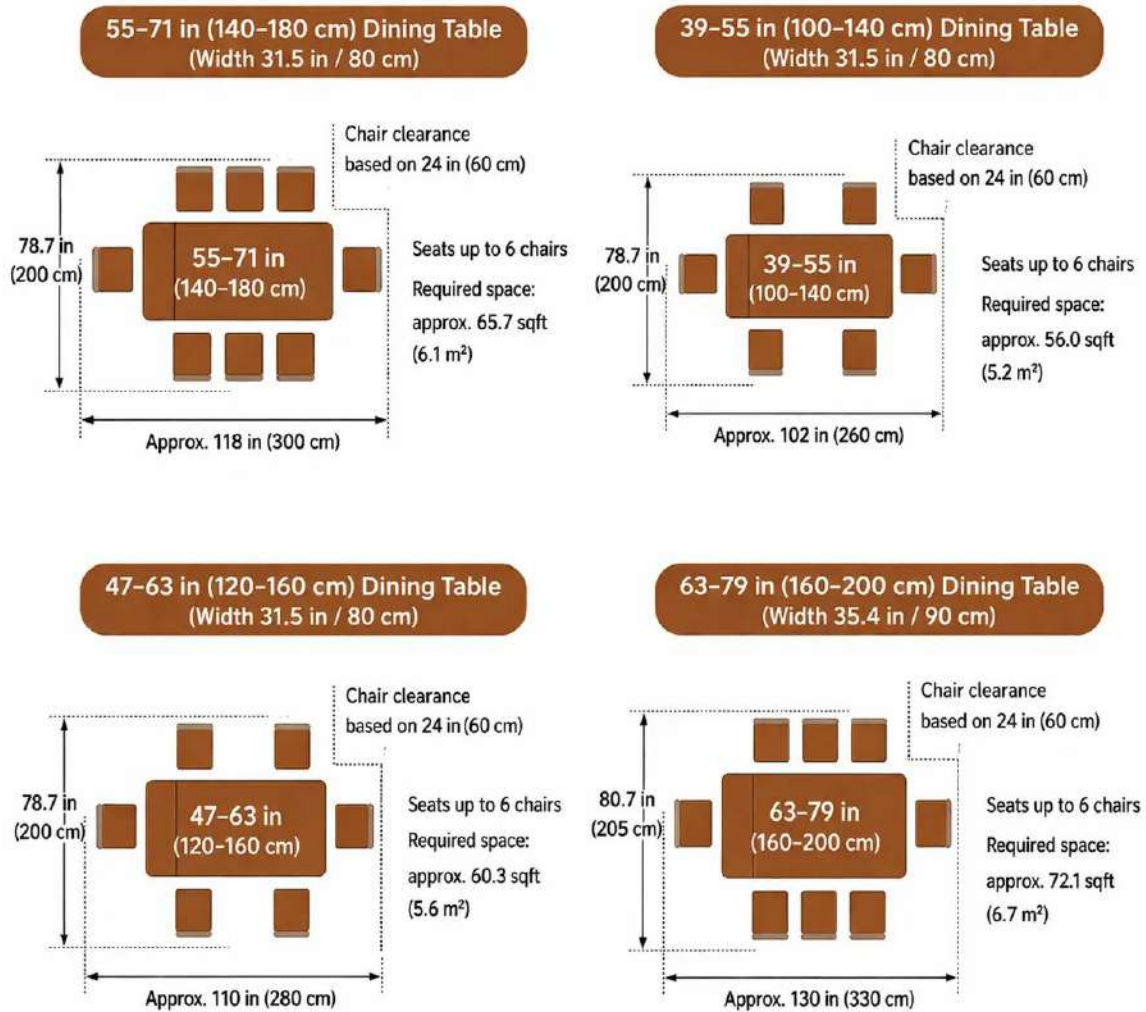 55–71 in (140–180 cm) Dining Table
(Width 31.5 in / 80 cm)
Chair clearance
based on 24 in (60 cm)
78.7 in
(200 cm)
55–71 in
(140–180 cm)
Seats up to 6 chairs
Required space:
approx. 65.7 sqft
(6.1 m²)
Approx. 118 in (300 cm)
39–55 in (100–140 cm) Dining Table
(Width 31.5 in / 80 cm)
Chair clearance
based on 24 in (60 cm)
78.7 in
(200 cm)
39–55 in
(100–140 cm)
Seats up to 6 chairs
Required space:
approx. 56.0 sqft
(5.2 m²)
Approx. 102 in (260 cm)
47–63 in (120–160 cm) Dining Table
(Width 31.5 in / 80 cm)
Chair clearance
based on 24 in (60 cm)
78.7 in
(200 cm)
47–63 in
(120–160 cm)
Seats up to 6 chairs
Required space:
approx. 60.3 sqft
(5.6 m²)
Approx. 110 in (280 cm)
63–79 in (160–200 cm) Dining Table
(Width 35.4 in / 90 cm)
Chair clearance
based on 24 in (60 cm)
80.7 in
(205 cm)
63–79 in
(160–200 cm)
Seats up to 6 chairs
Required space:
approx. 72.1 sqft
(6.7 m²)
Approx. 130 in (330 cm)